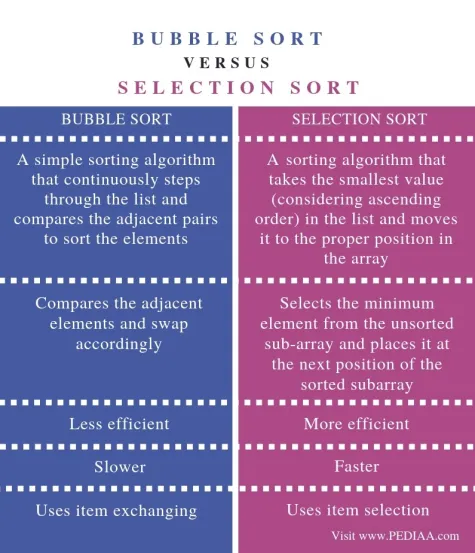 BUBBLE SORT
VERSUS
SELECTION SORT
BUBBLE SORT
A simple sorting algorithm
that continuously steps
through the list and
compares the adjacent pairs
to sort the elements
Compares the adjacent
elements and swap
accordingly
Less efficient
Slower
Uses item exchanging
SELECTION SORT
A sorting algorithm that
takes the smallest value
(considering ascending
order) in the list and moves
it to the proper position in
the array
Selects the minimum
element from the unsorted
sub-array and places it at
the next position of the
sorted subarray
More efficient
Faster
Uses item selection
Visit www.PEDIAA.com